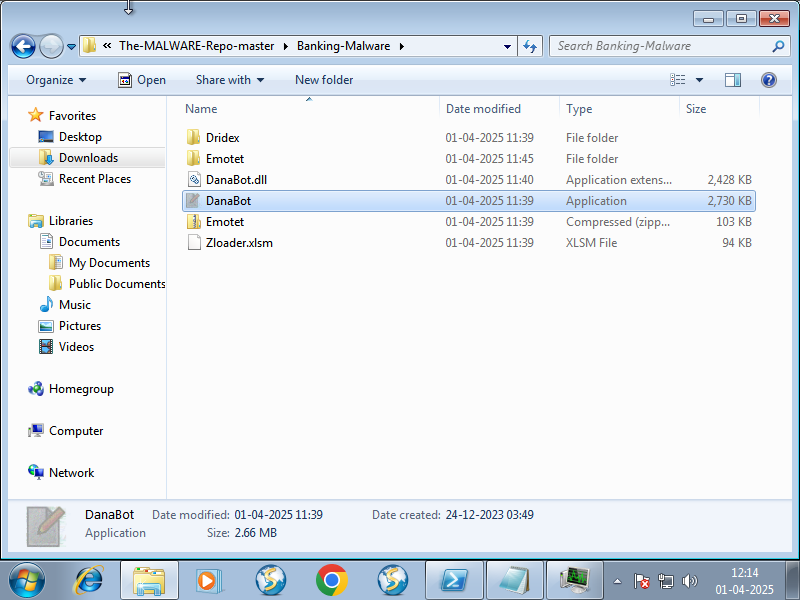 « The-MALWARE-Repo-master Banking-Malware Search Banking-Malware
Organize Open Share with New folder
Name Date modified Type Size
Favorites
Desktop
Downloads
Recent Places
Libraries
Documents
My Documents
Public Documents
Music
Pictures
Videos
Homegroup
Computer
Network
Dridex 01-04-2025 11:39 File folder
Emotet 01-04-2025 11:45 File folder
DanaBot.dll 01-04-2025 11:40 Application extens... 2,428 KB
DanaBot 01-04-2025 11:39 Application 2,730 KB
Emotet 01-04-2025 11:39 Compressed (zipp... 103 KB
Zloader.xlsm 01-04-2025 11:39 XLSM File 94 KB
DanaBot Date modified: 01-04-2025 11:39 Date created: 24-12-2023 03:49
Application Size: 2.66 MB
12:14
01-04-2025